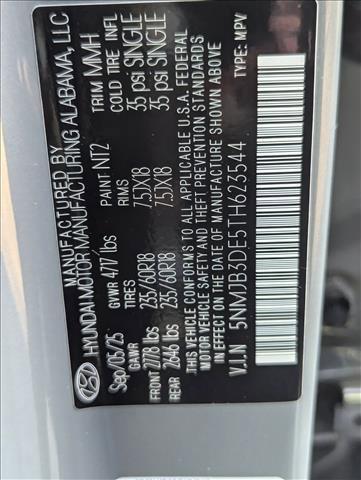 HYUNDAI MOTOR MANUFACTURING ALABAMA, LLC
Sep/05/25 GVWR 4717 lbs PAINT NT2 TRIM MMH
TIRES RIMS COLD TIRE INFL
FRONT 2778 lbs 235/60R18 7.5JX18 35 psi SINGLE
REAR 2646 lbs 235/60R18 7.5JX18 35 psi SINGLE
THIS VEHICLE CONFORMS TO ALL APPLICABLE U.S.A. FEDERAL
MOTOR VEHICLE SAFETY, BUMPER, AND THEFT PREVENTION STANDARDS
IN EFFECT ON THE DATE OF MANUFACTURE SHOWN ABOVE.
V.I.N 5NMJB3DE5TH623544 TYPE: MPV